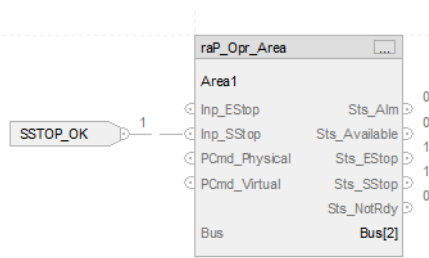 raP_Opr_Area ...
Area1
Inp_EStop Sts_Alm 0
SSTOP_OK 1 Inp_SStop Sts_Available 0
PCmd_Physical Sts_EStop 1
PCmd_Virtual Sts_SStop 1
Sts_NotRdy 0
Bus Bus[2]